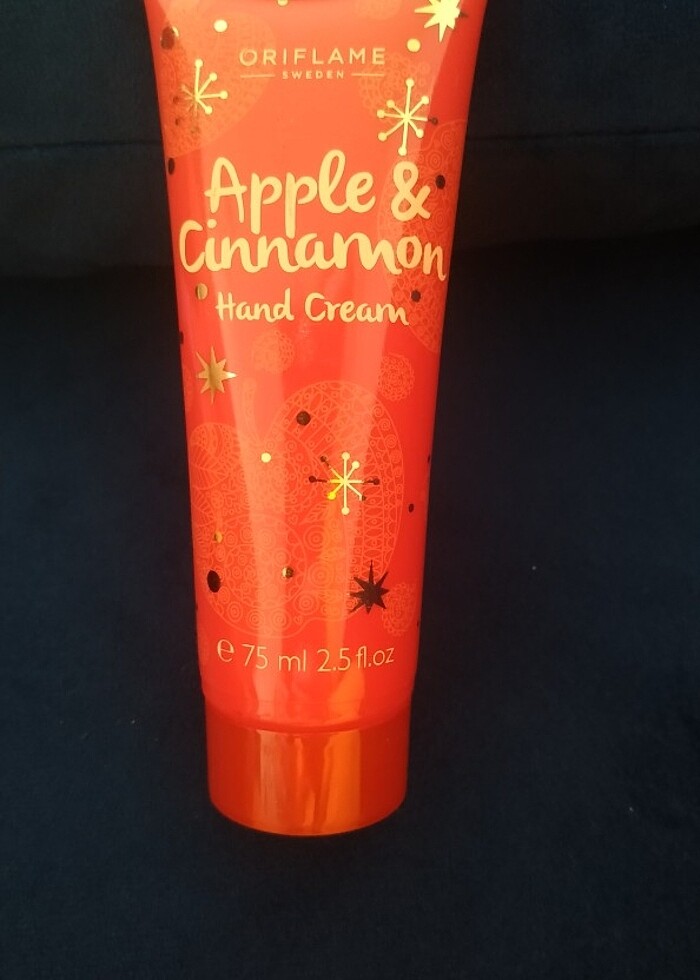 ORIFLAME
SWEDEN
Apple &
Cinnamon
Hand Cream
e 75 ml 2.5 fl.oz